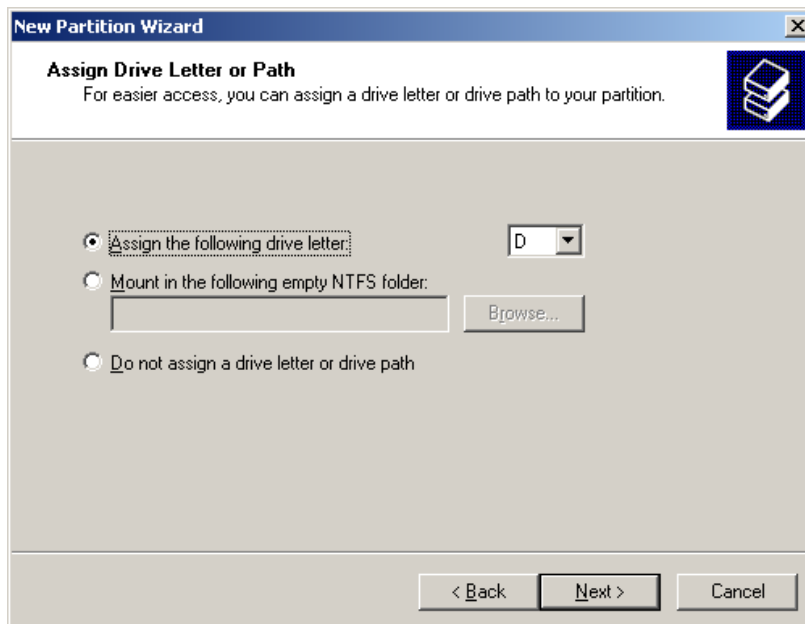 New Partition Wizard
Assign Drive Letter or Path
For easier access, you can assign a drive letter or drive path to your partition.
Assign the following drive letter: D
Mount in the following empty NTFS folder:
Browse...
Do not assign a drive letter or drive path
< Back Next > Cancel